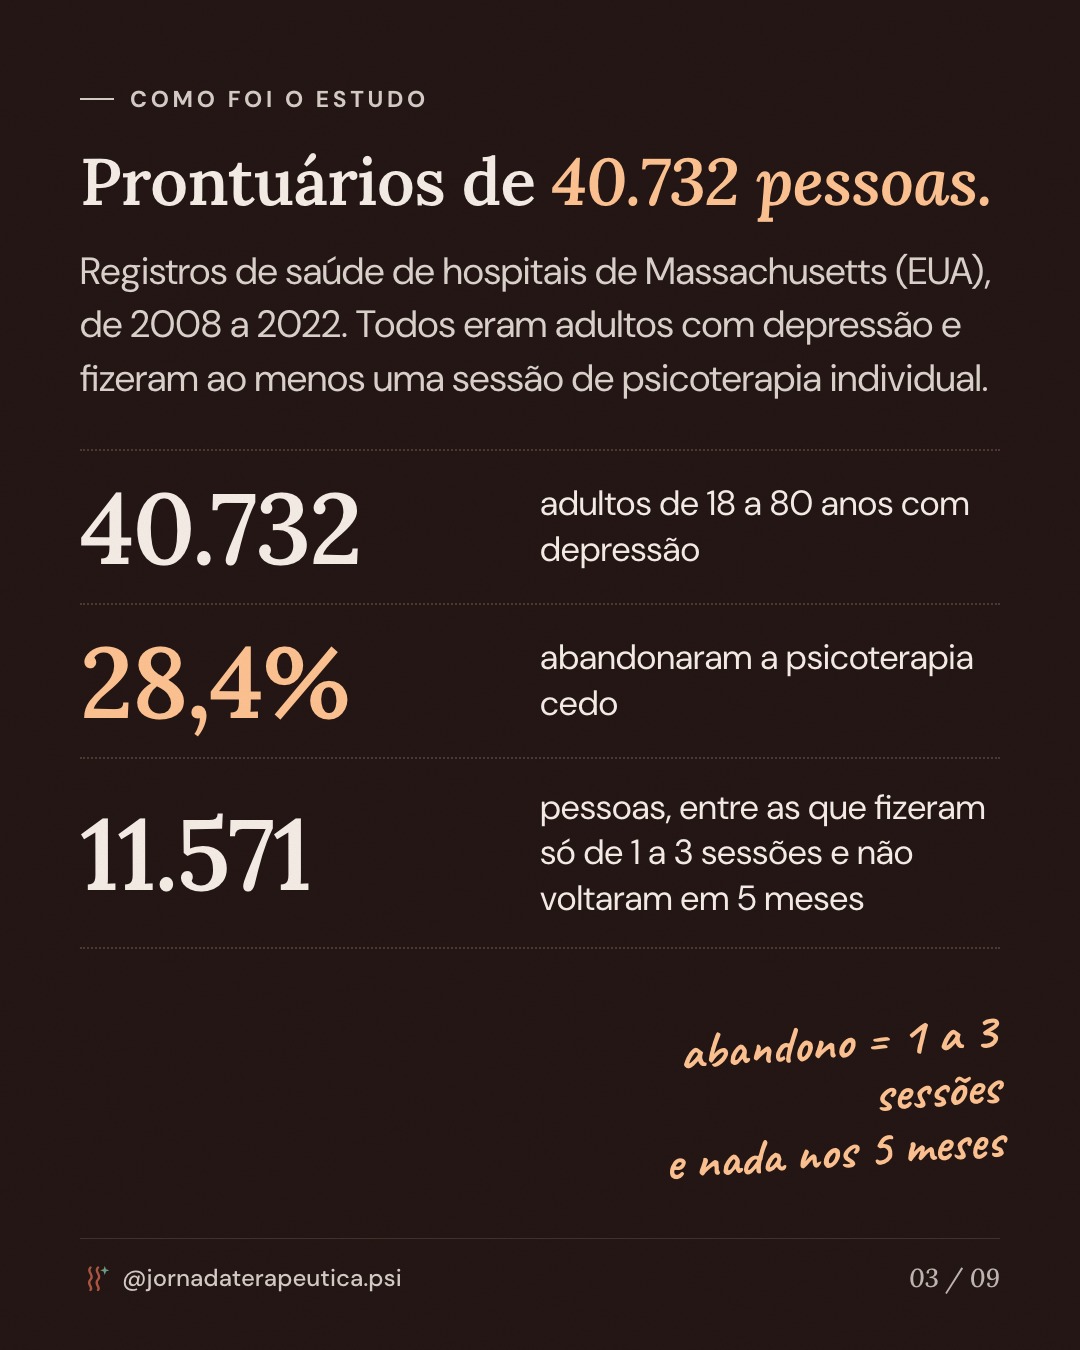 COMO FOI O ESTUDO
Prontuários de 40.732 pessoas.
Registros de saúde de hospitais de Massachusetts (EUA),
de 2008 a 2022. Todos eram adultos com depressão e
fizeram ao menos uma sessão de psicoterapia individual.
40.732
adultos de 18 a 80 anos com
depressão
28,4%
abandonaram a psicoterapia
cedo
11.571
pessoas, entre as que fizeram
só de 1 a 3 sessões e não
voltaram em 5 meses
abandono = 1 a 3
sessões
e nada nos 5 meses
@jornadaterapeutica.psi
03 / 09